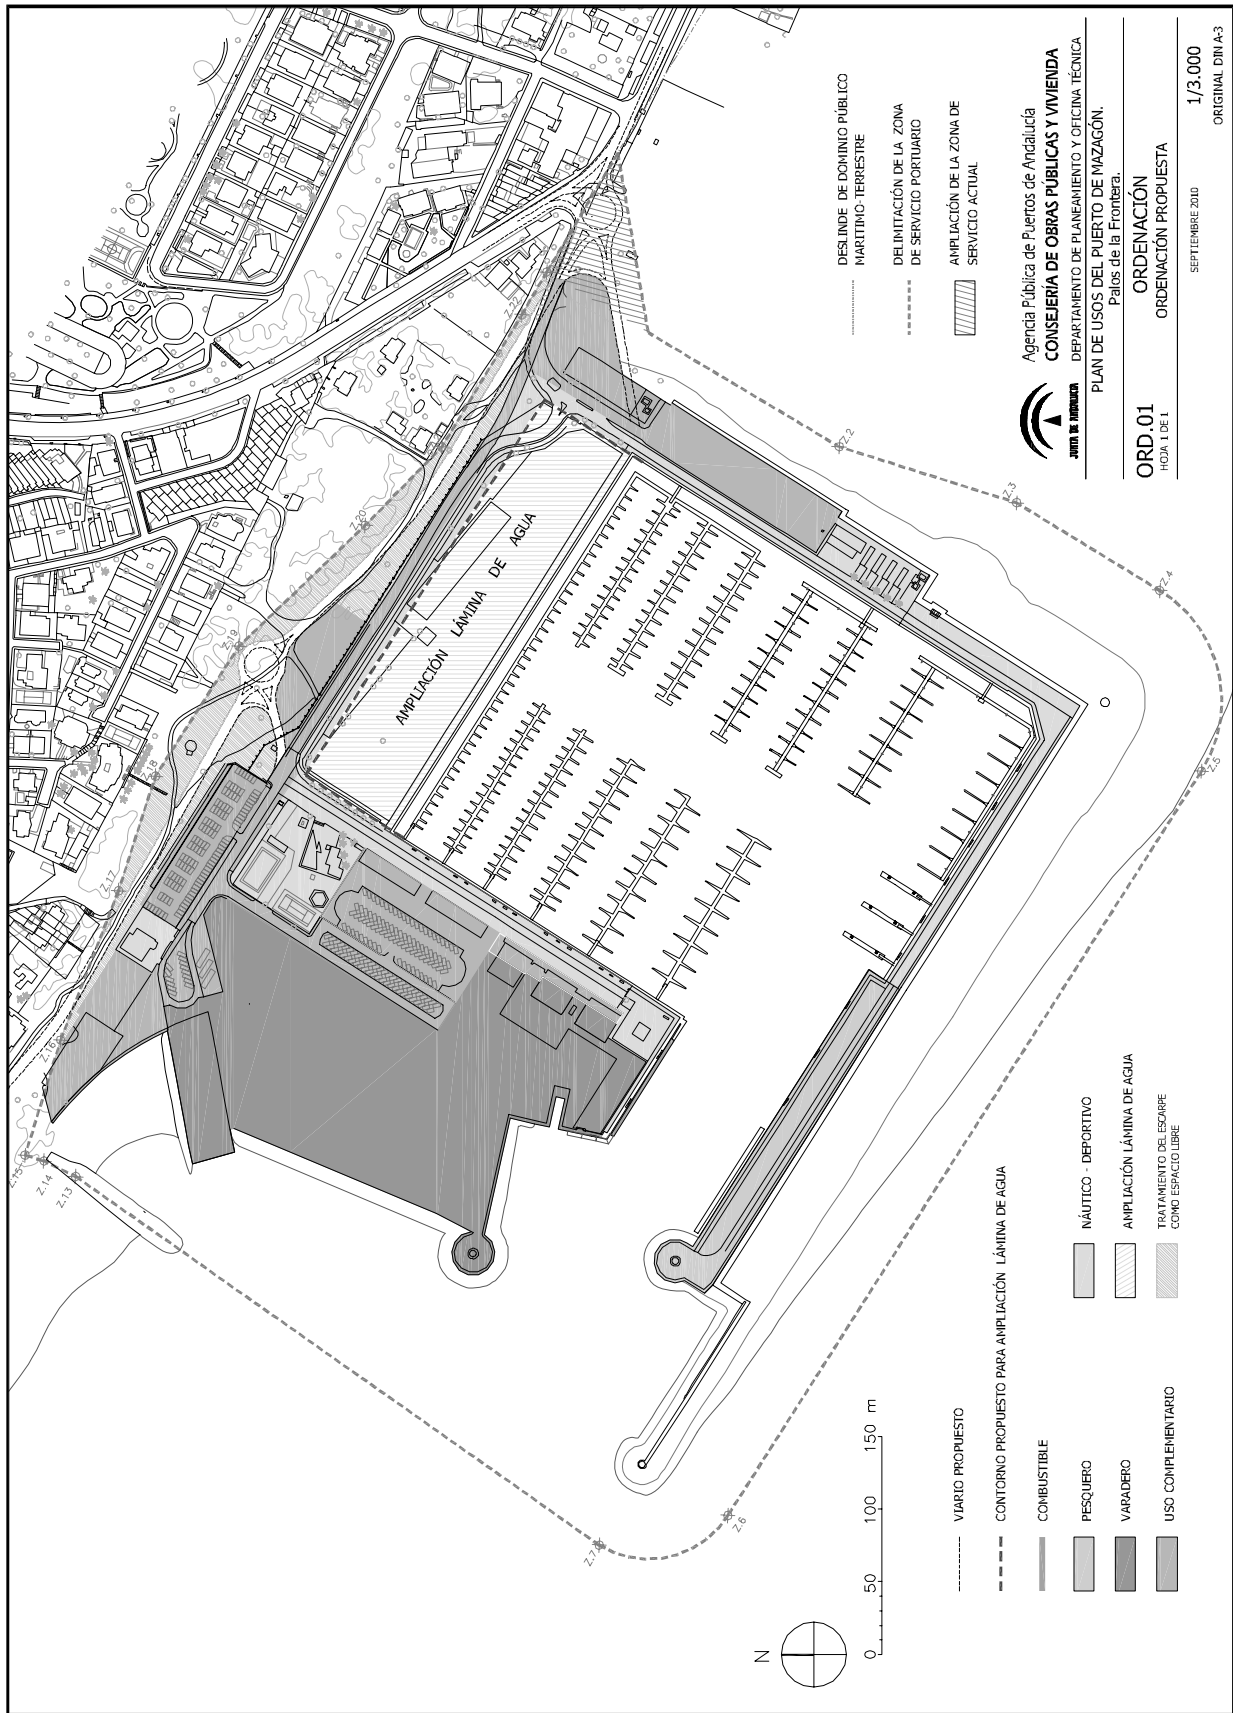 DESLINDE DE DOMINIO PÚBLICO
MARÍTIMO-TERRESTRE
DELIMITACIÓN DE LA ZONA
DE SERVICIO PORTUARIO
AMPLIACIÓN DE LA ZONA DE
SERVICIO ACTUAL
Agencia Pública de Puertos de Andalucía
CONSEJERÍA DE OBRAS PÚBLICAS Y VIVIENDA
JUNTA DE ANDALUCIA
DEPARTAMENTO DE PLANEAMIENTO Y OFICINA TÉCNICA
PLAN DE USOS DEL PUERTO DE MAZAGÓN.
Palos de la Frontera.
ORD.01
HOJA 1 DE 1
ORDENACIÓN
ORDENACIÓN PROPUESTA
SEPTIEMBRE 2010
1/3.000
ORIGINAL DIN A-3
AMPLIACIÓN LÁMINA DE AGUA
Z.2
Z.3
Z.4
Z.5
Z.6
Z.7
Z.13
Z.14
Z.15
Z.16
Z.17
Z.18
Z.19
Z.20
Z.22
N
0 50 100 150 m
VIARIO PROPUESTO
CONTORNO PROPUESTO PARA AMPLIACIÓN LÁMINA DE AGUA
COMBUSTIBLE
PESQUERO
VARADERO
USO COMPLEMENTARIO
NÁUTICO - DEPORTIVO
AMPLIACIÓN LÁMINA DE AGUA
TRATAMIENTO DEL ESCARPE
COMO ESPACIO LIBRE